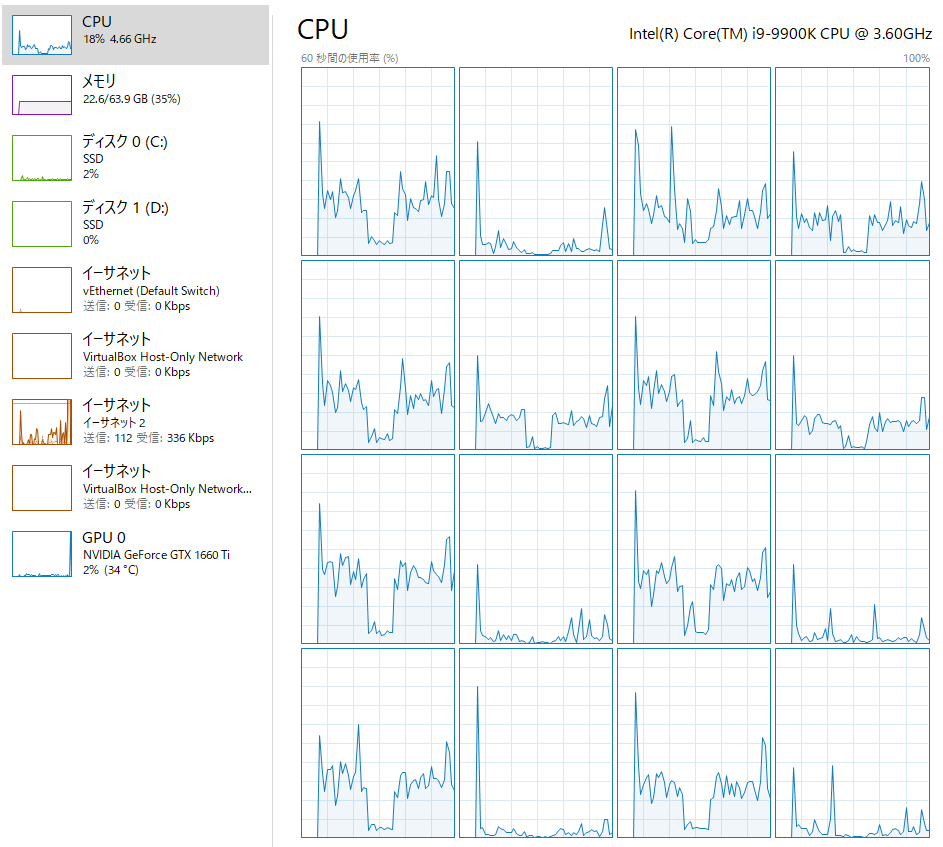 CPU
18% 4.66 GHz
メモリ
22.6/63.9 GB (35%)
ディスク 0 (C:)
SSD
2%
ディスク 1 (D:)
SSD
0%
イーサネット
vEthernet (Default Switch)
送信: 0 受信: 0 Kbps
イーサネット
VirtualBox Host-Only Network
送信: 0 受信: 0 Kbps
イーサネット
イーサネット 2
送信: 112 受信: 336 Kbps
イーサネット
VirtualBox Host-Only Network...
送信: 0 受信: 0 Kbps
GPU 0
NVIDIA GeForce GTX 1660 Ti
2% (34 °C)
CPU
Intel(R) Core(TM) i9-9900K CPU @ 3.60GHz
60 秒間の使用率 (%)
100%